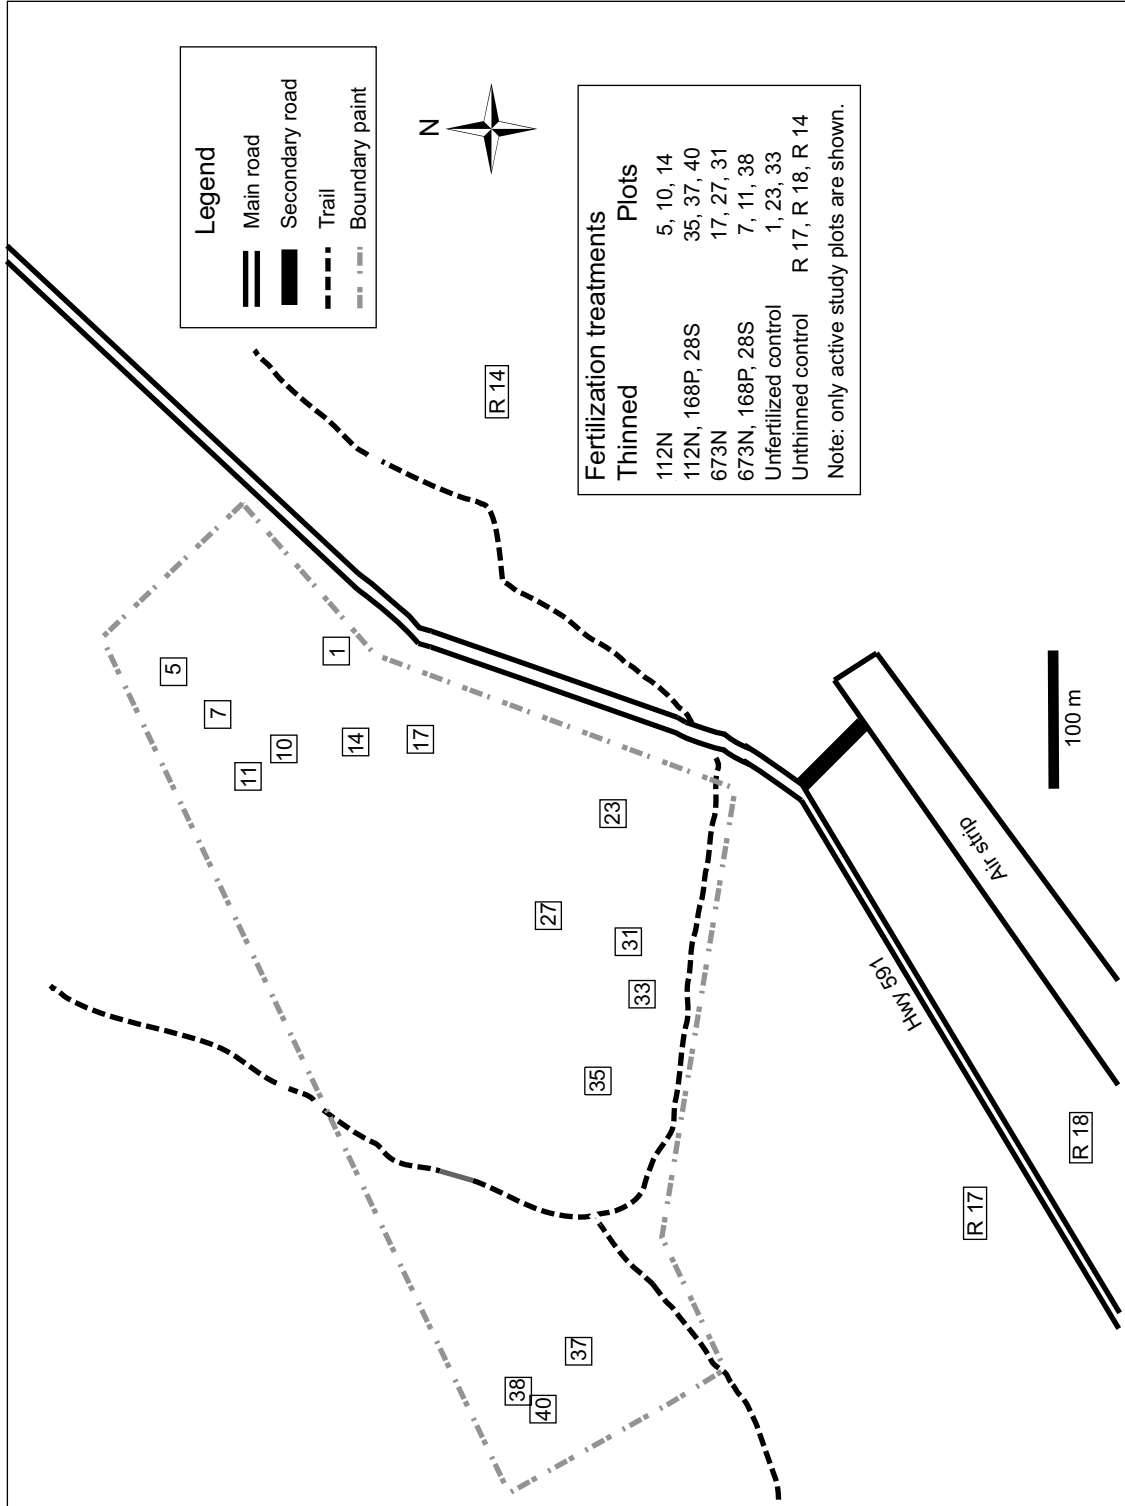 Legend
Main road
Secondary road
Trail
Boundary paint
N
R 14
5
7
1
10
11
14
17
23
27
31
33
35
37
38
40
R 17
R 18
Hwy 591
Air strip
100 m
Fertilization treatments
Thinned Plots
112N 5, 10, 14
112N, 168P, 28S 35, 37, 40
673N 17, 27, 31
673N, 168P, 28S 7, 11, 38
Unfertilized control 1, 23, 33
Unthinned control R 17, R 18, R 14
Note: only active study plots are shown.